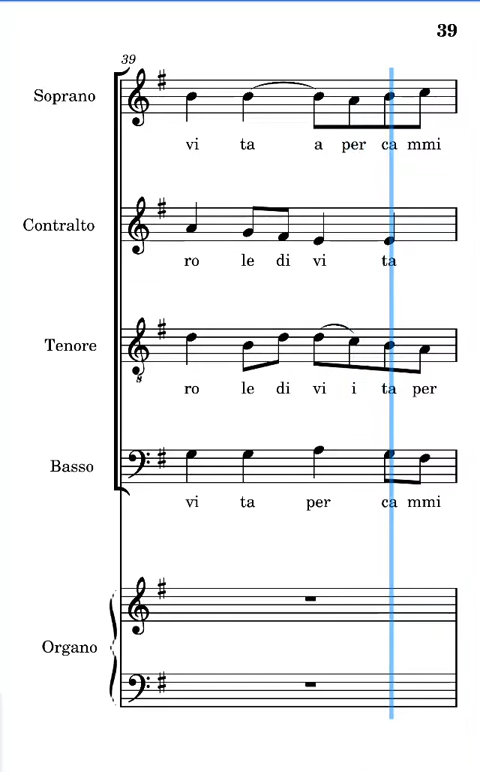 39
39
Soprano
vi ta a per ca mmi
Contralto
ro le di vi ta
Tenore
8
ro le di vi i ta per
Basso
vi ta per ca mmi
Organo